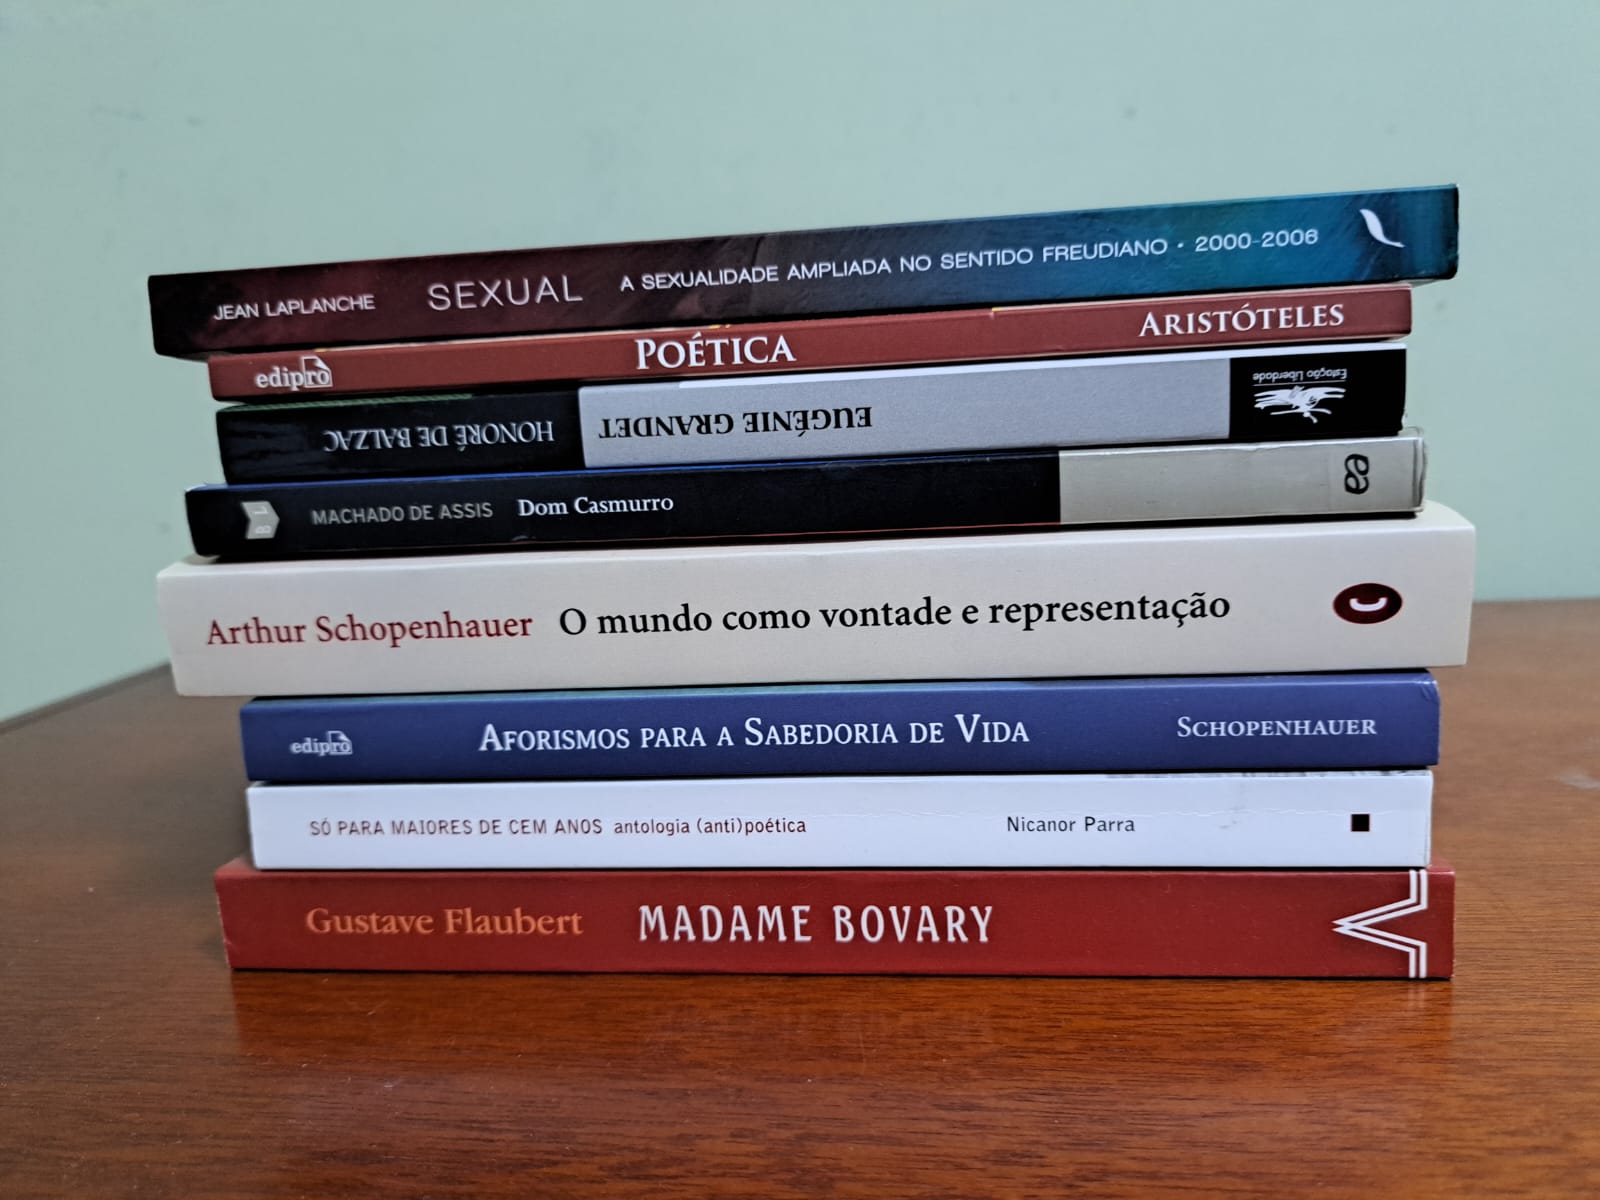 JEAN LAPLANCHE SEXUAL A SEXUALIDADE AMPLIADA NO SENTIDO FREUDIANO • 2000-2006
edipro POÉTICA ARISTÓTELES
HONORÉ DE BALZAC EUGÉNIE GRANDET Estação Liberdade
BL MACHADO DE ASSIS Dom Casmurro ea
Arthur Schopenhauer O mundo como vontade e representação
edipro AFORISMOS PARA A SABEDORIA DE VIDA SCHOPENHAUER
SÓ PARA MAIORES DE CEM ANOS antologia (anti)poética Nicanor Parra
Gustave Flaubert MADAME BOVARY